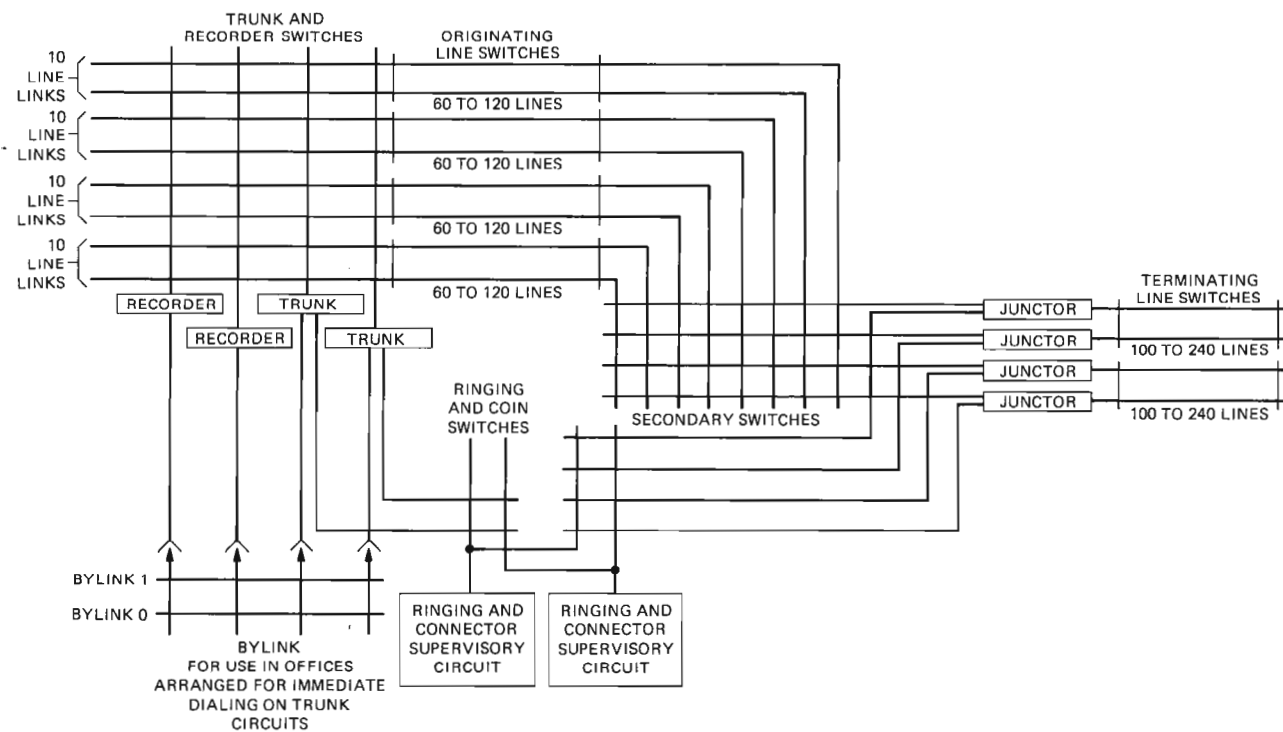 TRUNK AND
RECORDER SWITCHES
ORIGINATING
LINE SWITCHES
10
LINE
LINKS
60 TO 120 LINES
10
LINE
LINKS
60 TO 120 LINES
10
LINE
LINKS
60 TO 120 LINES
10
LINE
LINKS
60 TO 120 LINES
RECORDER
TRUNK
RECORDER
TRUNK
TERMINATING
LINE SWITCHES
JUNCTOR
JUNCTOR
100 TO 240 LINES
JUNCTOR
JUNCTOR
100 TO 240 LINES
RINGING
AND COIN
SWITCHES
SECONDARY SWITCHES
BYLINK 1
BYLINK 0
BYLINK
FOR USE IN OFFICES
ARRANGED FOR IMMEDIATE
DIALING ON TRUNK
CIRCUITS
RINGING AND
CONNECTOR
SUPERVISORY
CIRCUIT
RINGING AND
CONNECTOR
SUPERVISORY
CIRCUIT